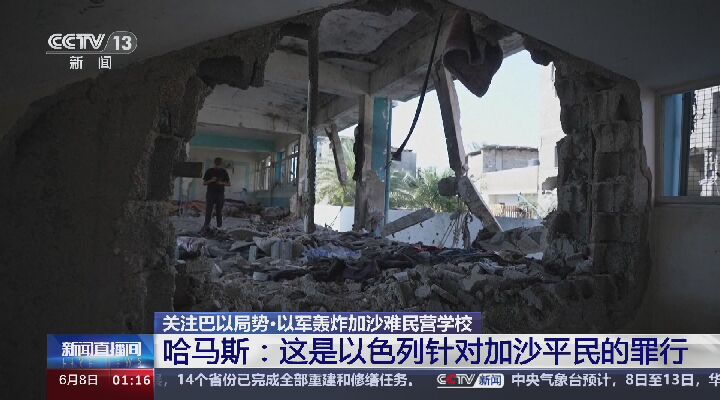 CCTV 13
新闻
关注巴以局势·以军轰炸加沙难民营学校
新闻直播间
哈马斯：这是以色列针对加沙平民的罪行
6月8日 01:16 14个省份已完成全部重建和修缮任务。 CCTV 新闻 中央气象台预计，8日至13日，华